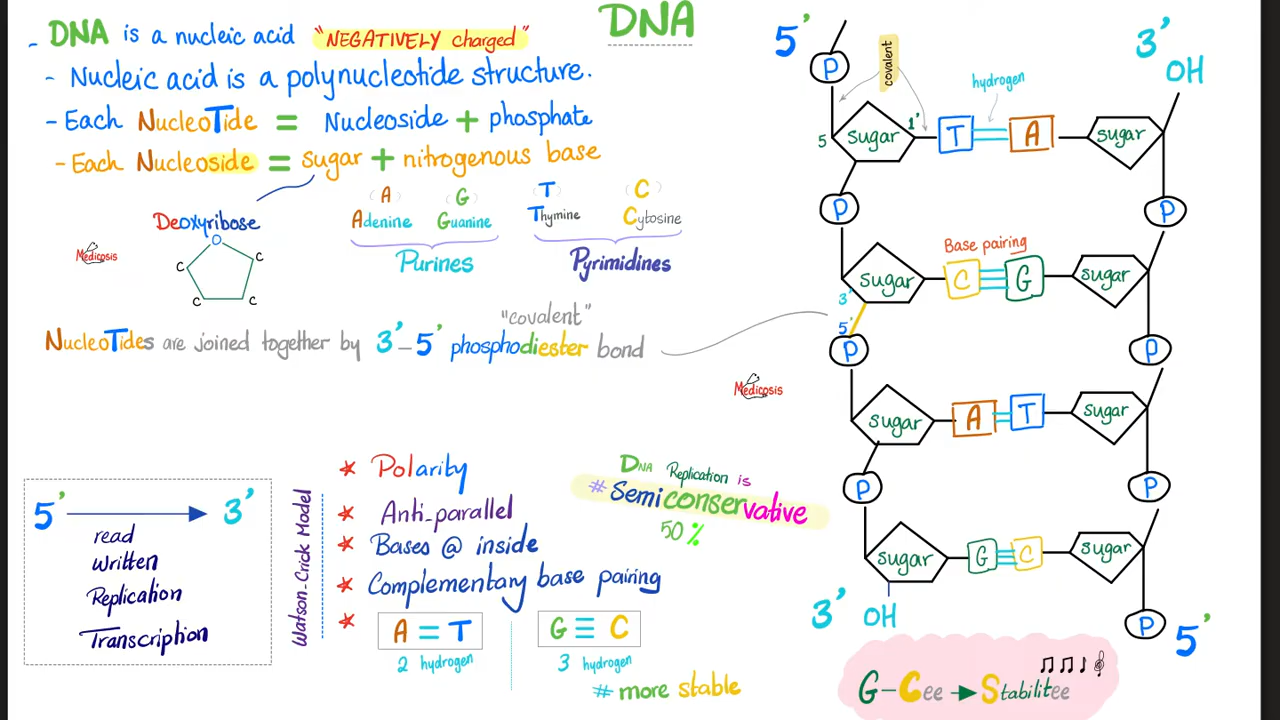 DNA
- DNA is a nucleic acid "NEGATIVELY charged"
- Nucleic acid is a polynucleotide structure.
- Each NucleoTide = Nucleoside + phosphate
- Each Nucleoside = sugar + nitrogenous base
Deoxyribose
O
C C
C C
(A) (G) (T) (C)
Adenine Guanine Thymine Cytosine
Purines Pyrimidines
Medicosis
"covalent"
NucleoTides are joined together by 3'-5' phosphodiester bond
Medicosis
5' 3'
read
written
Replication
Transcription
Watson-Crick Model
* Polarity
* Anti-parallel
* Bases @ inside
* Complementary base pairing
* A = T G ≡ C
2 hydrogen 3 hydrogen
# more stable
DNA Replication is
# Semiconservative
50%
5' 3'
P OH
covalent hydrogen
5 sugar 1' T A sugar
P P
Base pairing
sugar C G sugar
3'
5'
P P
sugar A T sugar
P P
sugar G C sugar
3' OH P 5'
G-Cee → Stabilitee